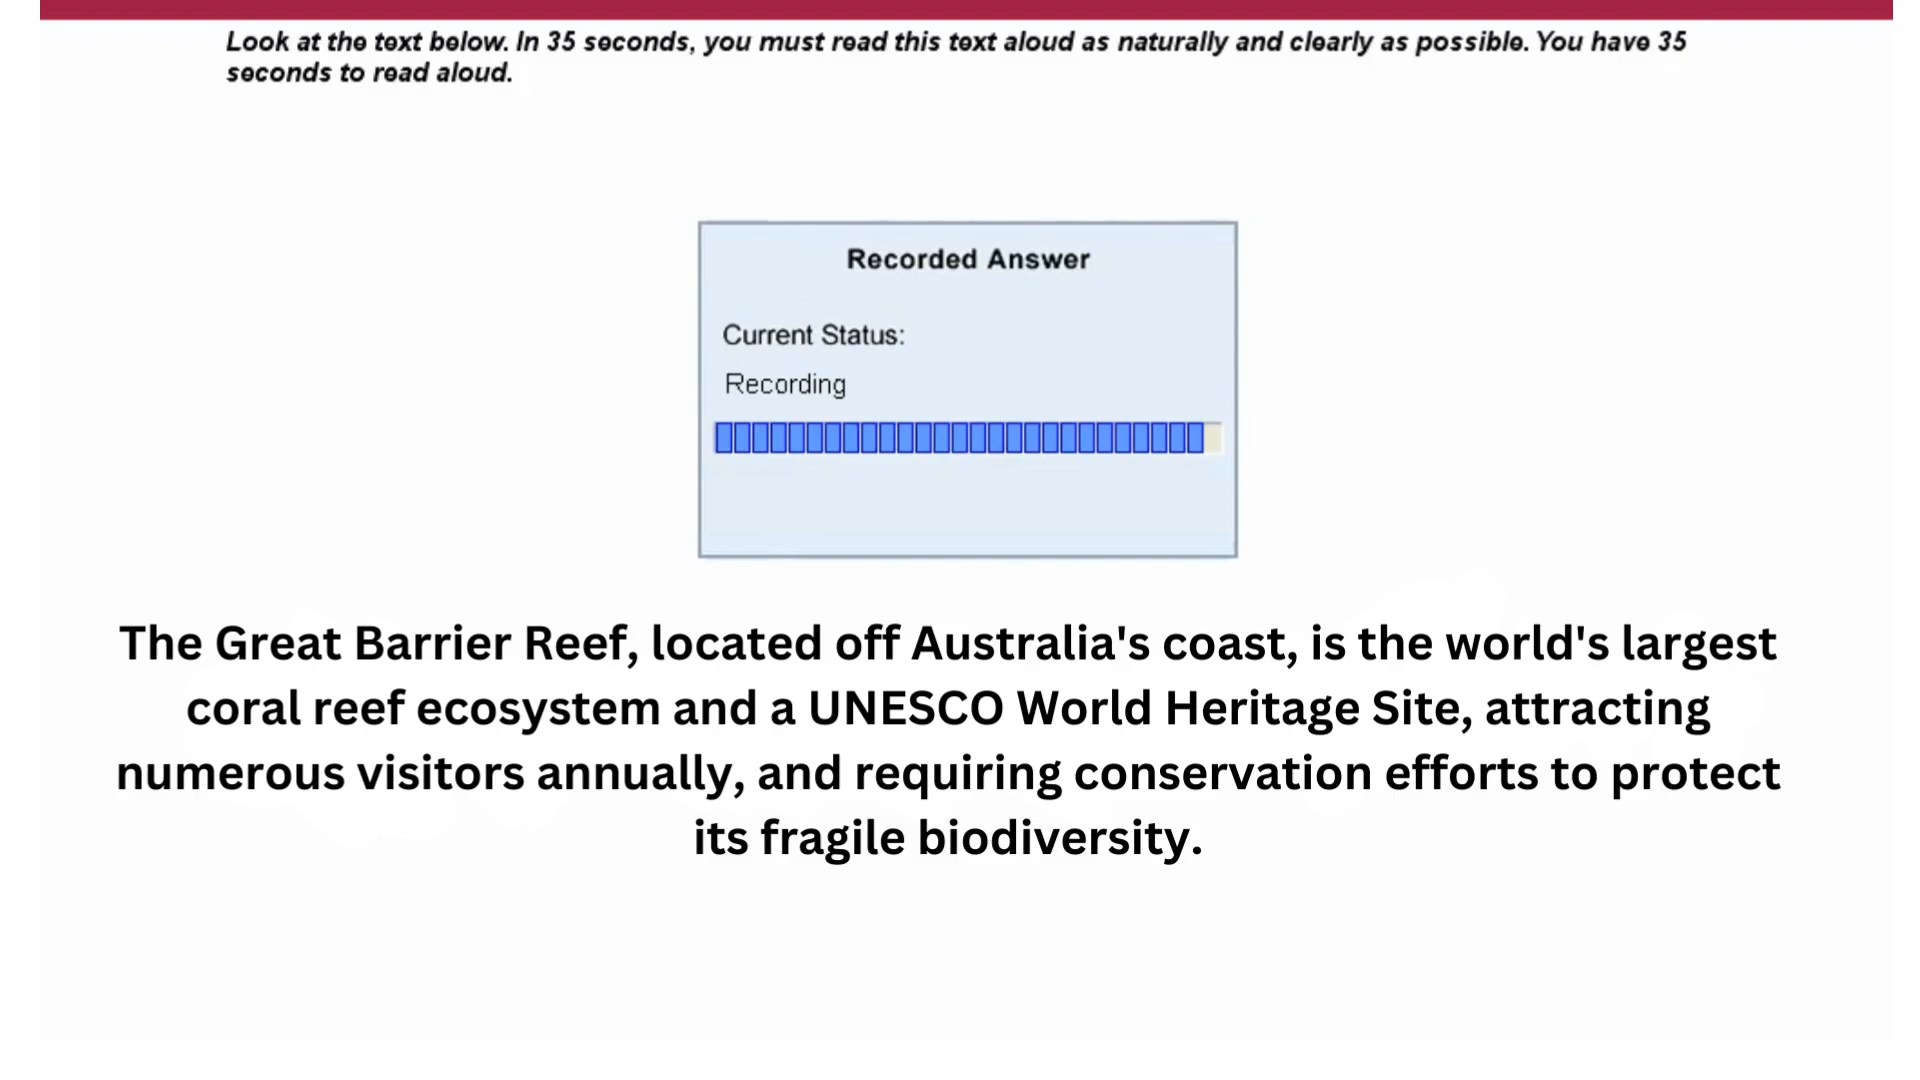 Look at the text below. In 35 seconds, you must read this text aloud as naturally and clearly as possible. You have 35
seconds to read aloud.
Recorded Answer
Current Status:
Recording
The Great Barrier Reef, located off Australia's coast, is the world's largest
coral reef ecosystem and a UNESCO World Heritage Site, attracting
numerous visitors annually, and requiring conservation efforts to protect
its fragile biodiversity.